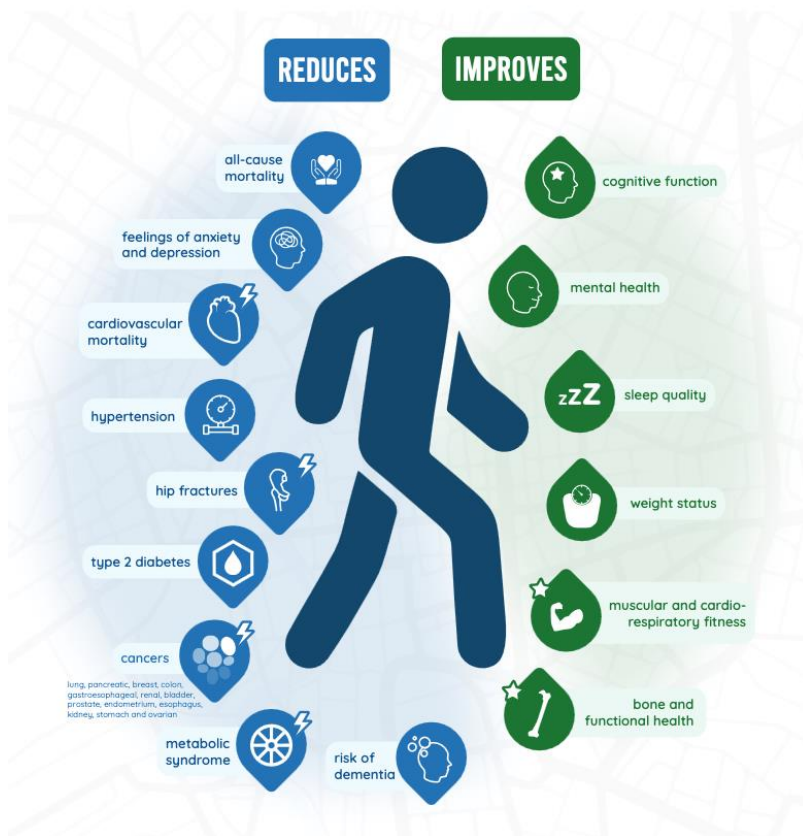 REDUCES
IMPROVES
all-cause
mortality
feelings of anxiety
and depression
cardiovascular
mortality
hypertension
hip fractures
type 2 diabetes
cancers
lung, pancreatic, breast, colon,
gastroesophageal, renal, bladder,
prostate, endometrium, esophagus,
kidney, stomach and ovarian
metabolic
syndrome
risk of
dementia
cognitive function
mental health
zzZ
sleep quality
weight status
muscular and cardio-
respiratory fitness
bone and
functional health